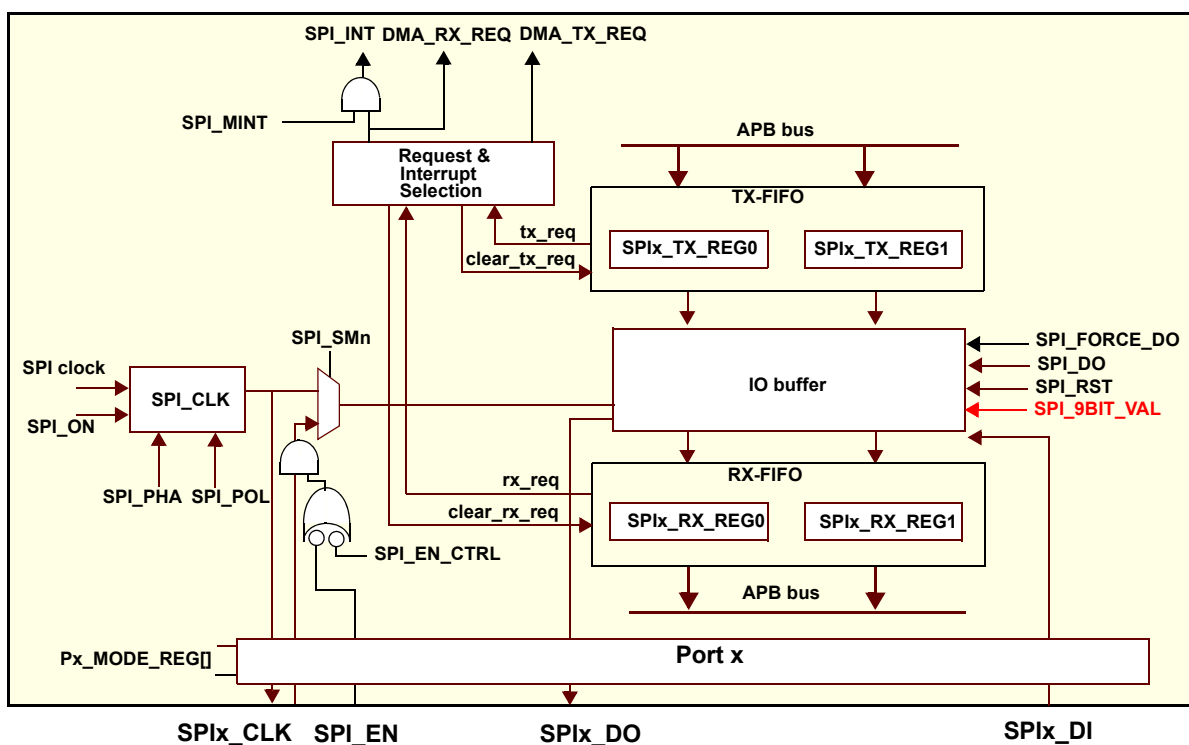 SPI_INT DMA_RX_REQ DMA_TX_REQ
SPI_MINT
APB bus
Request &
Interrupt
Selection
TX-FIFO
tx_req
SPIx_TX_REG0
SPIx_TX_REG1
clear_tx_req
SPI_SMn
SPI_FORCE_DO
SPI clock
SPI_DO
SPI_CLK
IO buffer
SPI_RST
SPI_9BIT_VAL
SPI_ON
RX-FIFO
SPI_PHA SPI_POL
rx_req
clear_rx_req
SPIx_RX_REG0
SPIx_RX_REG1
SPI_EN_CTRL
APB bus
Px_MODE_REG[]
Port x
SPIx_CLK SPI_EN
SPIx_DO
SPIx_DI